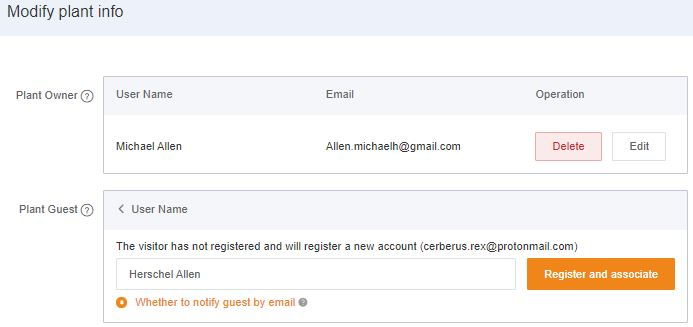 Modify plant info
Plant Owner ?
User Name Email Operation
Michael Allen Allen.michaelh@gmail.com Delete Edit
Plant Guest ?
< User Name
The visitor has not registered and will register a new account (cerberus.rex@protonmail.com)
Herschel Allen Register and associate
Whether to notify guest by email ?